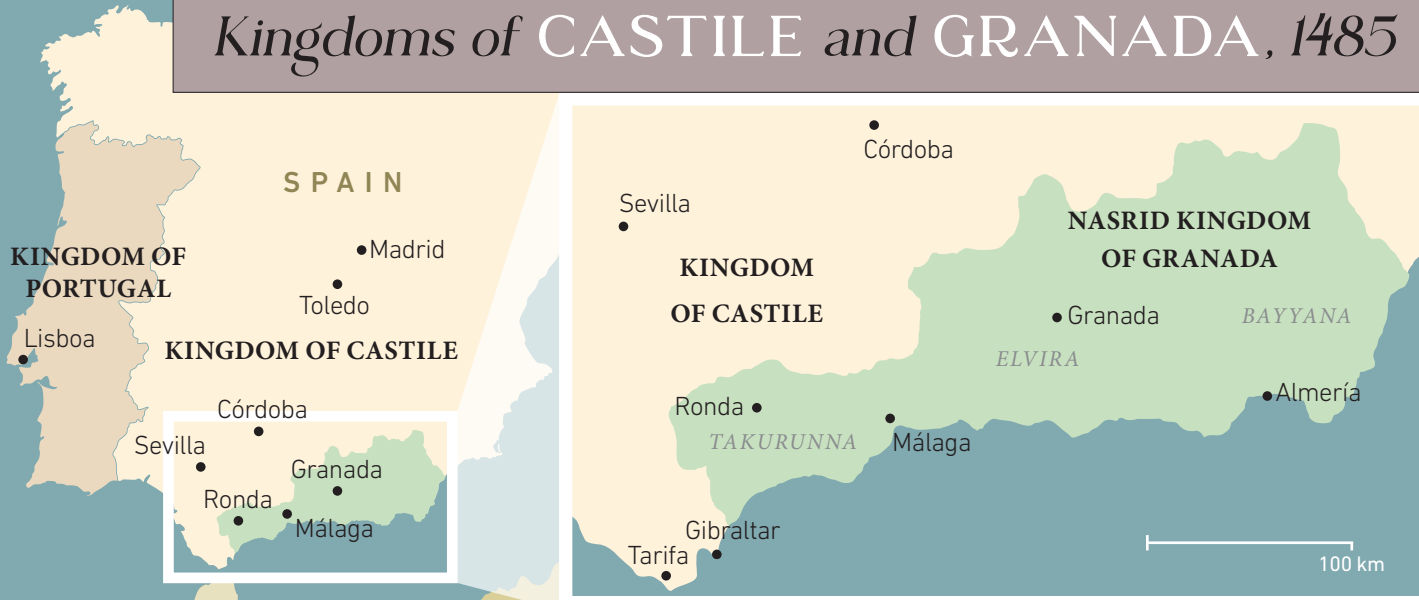 Kingdoms of CASTILE and GRANADA, 1485
SPAIN
Madrid
KINGDOM OF
PORTUGAL
Toledo
Lisboa
KINGDOM OF CASTILE
Córdoba
Sevilla
Granada
Ronda
Málaga
Córdoba
Sevilla
NASRID KINGDOM
OF GRANADA
KINGDOM
OF CASTILE
Granada
BAYYANA
ELVIRA
Almería
Ronda
TAKURUNNA
Málaga
Gibraltar
Tarifa
100 km